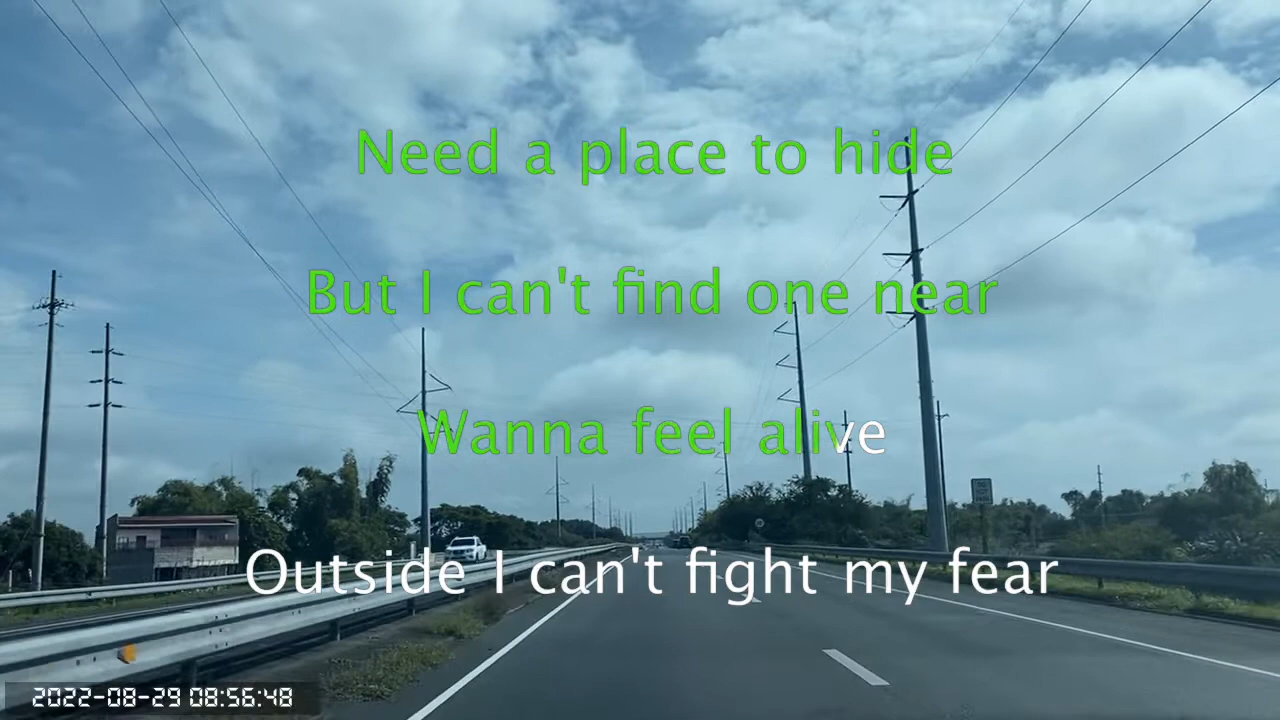 Need a place to hide
But I can't find one near
Wanna feel alive
Outside I can't fight my fear
2022-08-29 08:56:48